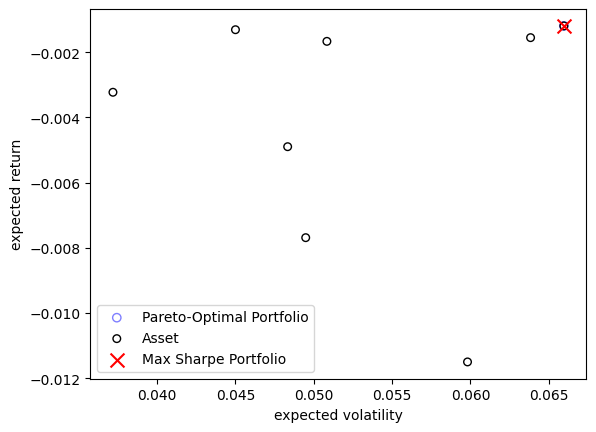 −0.002
−0.004
−0.006
−0.008
−0.010
−0.012
expected return
Pareto-Optimal Portfolio
Asset
Max Sharpe Portfolio
0.040 0.045 0.050 0.055 0.060 0.065
expected volatility